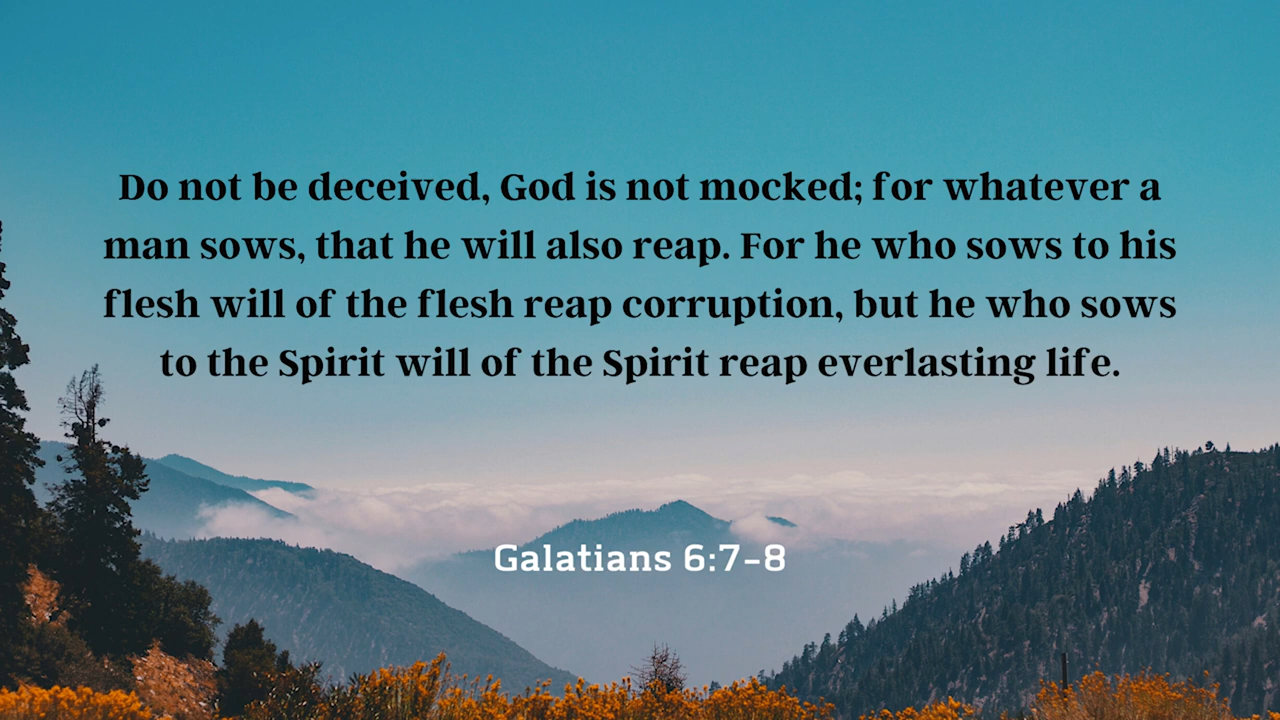 Do not be deceived, God is not mocked; for whatever a
man sows, that he will also reap. For he who sows to his
flesh will of the flesh reap corruption, but he who sows
to the Spirit will of the Spirit reap everlasting life.
Galatians 6:7-8